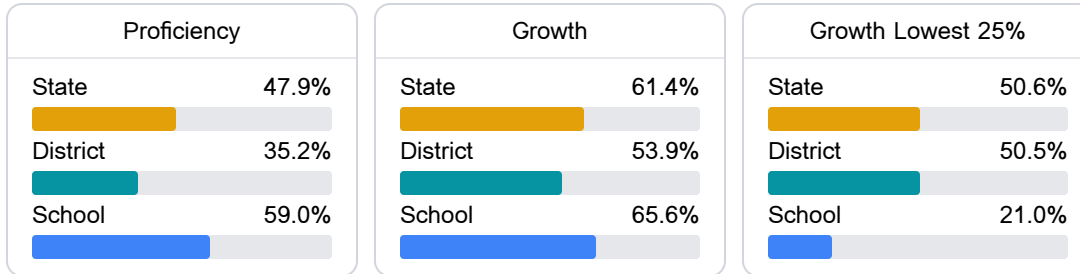 Proficiency
State 47.9%
District 35.2%
School 59.0%
Growth
State 61.4%
District 53.9%
School 65.6%
Growth Lowest 25%
State 50.6%
District 50.5%
School 21.0%